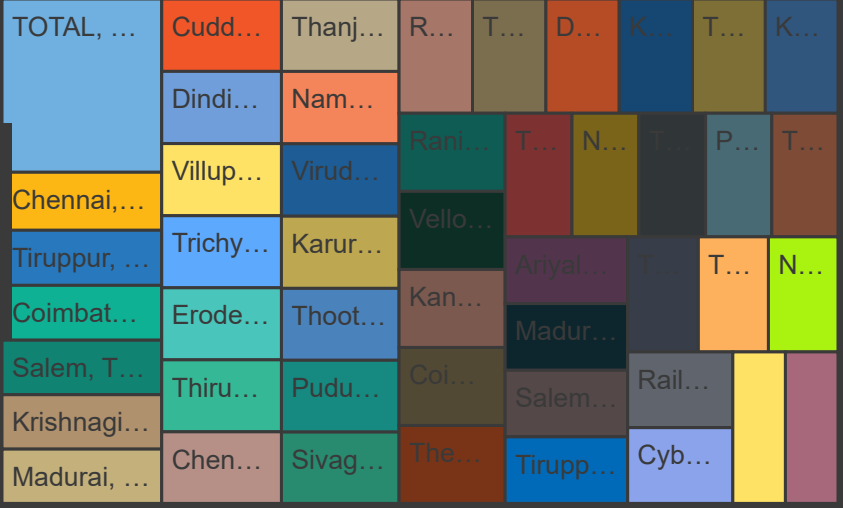 TOTAL, ...
Chennai,...
Tiruppur, ...
Coimbat...
Salem, T...
Krishnagi...
Madurai, ...
Cudd...
Dindi...
Villup...
Trichy...
Erode...
Thiru...
Chen...
Thanj...
Nam...
Virud...
Karur...
Thoot...
Pudu...
Sivag...
R...
T...
D...
K...
T...
K...
Rani...
Vello...
Kan...
Coi...
The...
T...
N...
T...
P...
T...
Ariyal...
Madur...
Salem...
Tirupp...
T...
T...
N...
Rail...
Cyb...